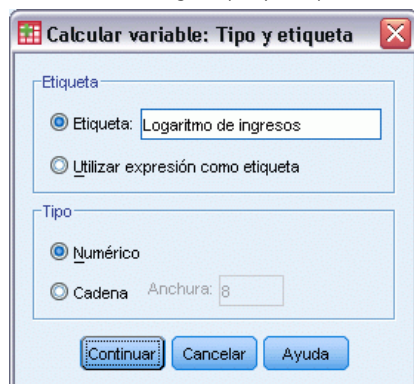 Calcular variable: Tipo y etiqueta
Etiqueta
Etiqueta: Logaritmo de ingresos
Utilizar expresión como etiqueta
Tipo
Numérico
Cadena Anchura: 8
Continuar Cancelar Ayuda